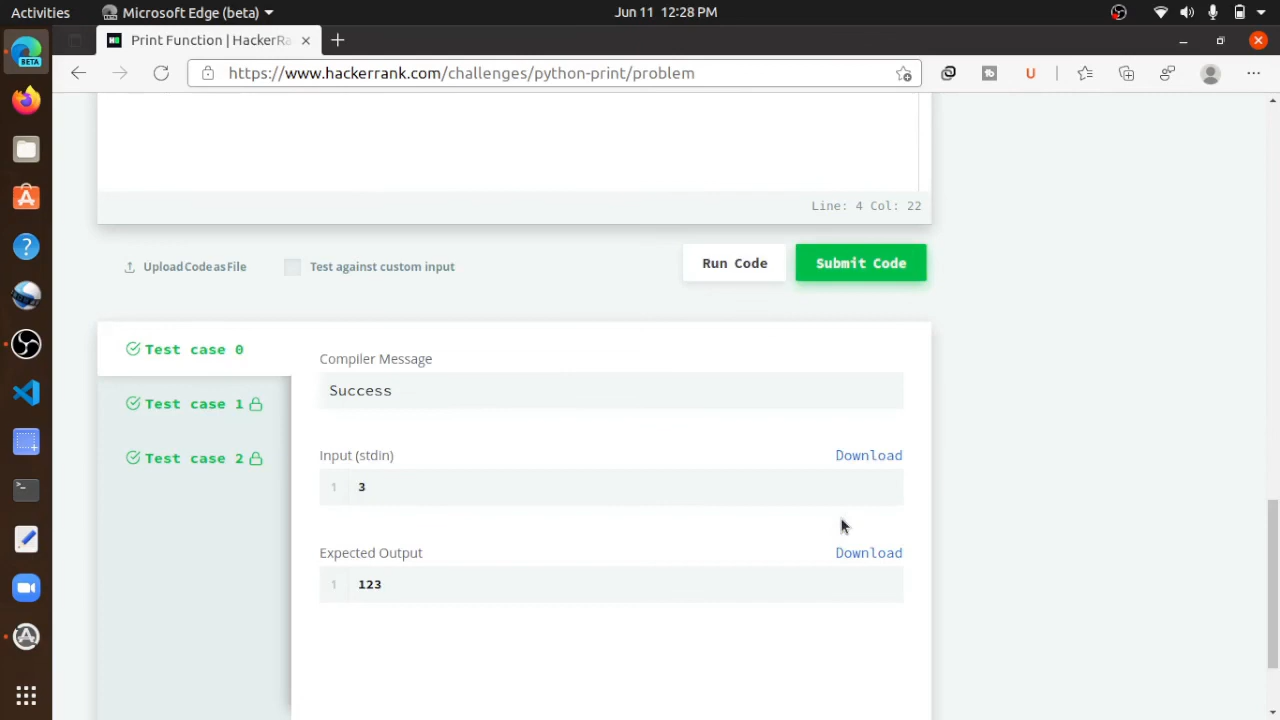 Activities
Microsoft Edge (beta)
Jun 11 12:28 PM
Print Function | HackerRa
https://www.hackerrank.com/challenges/python-print/problem
U
BETA
Line: 4 Col: 22
Upload Code as File
Test against custom input
Run Code
Submit Code
Test case 0
Test case 1
Test case 2
Compiler Message
Success
Input (stdin)
Download
1 3
Expected Output
Download
1 123